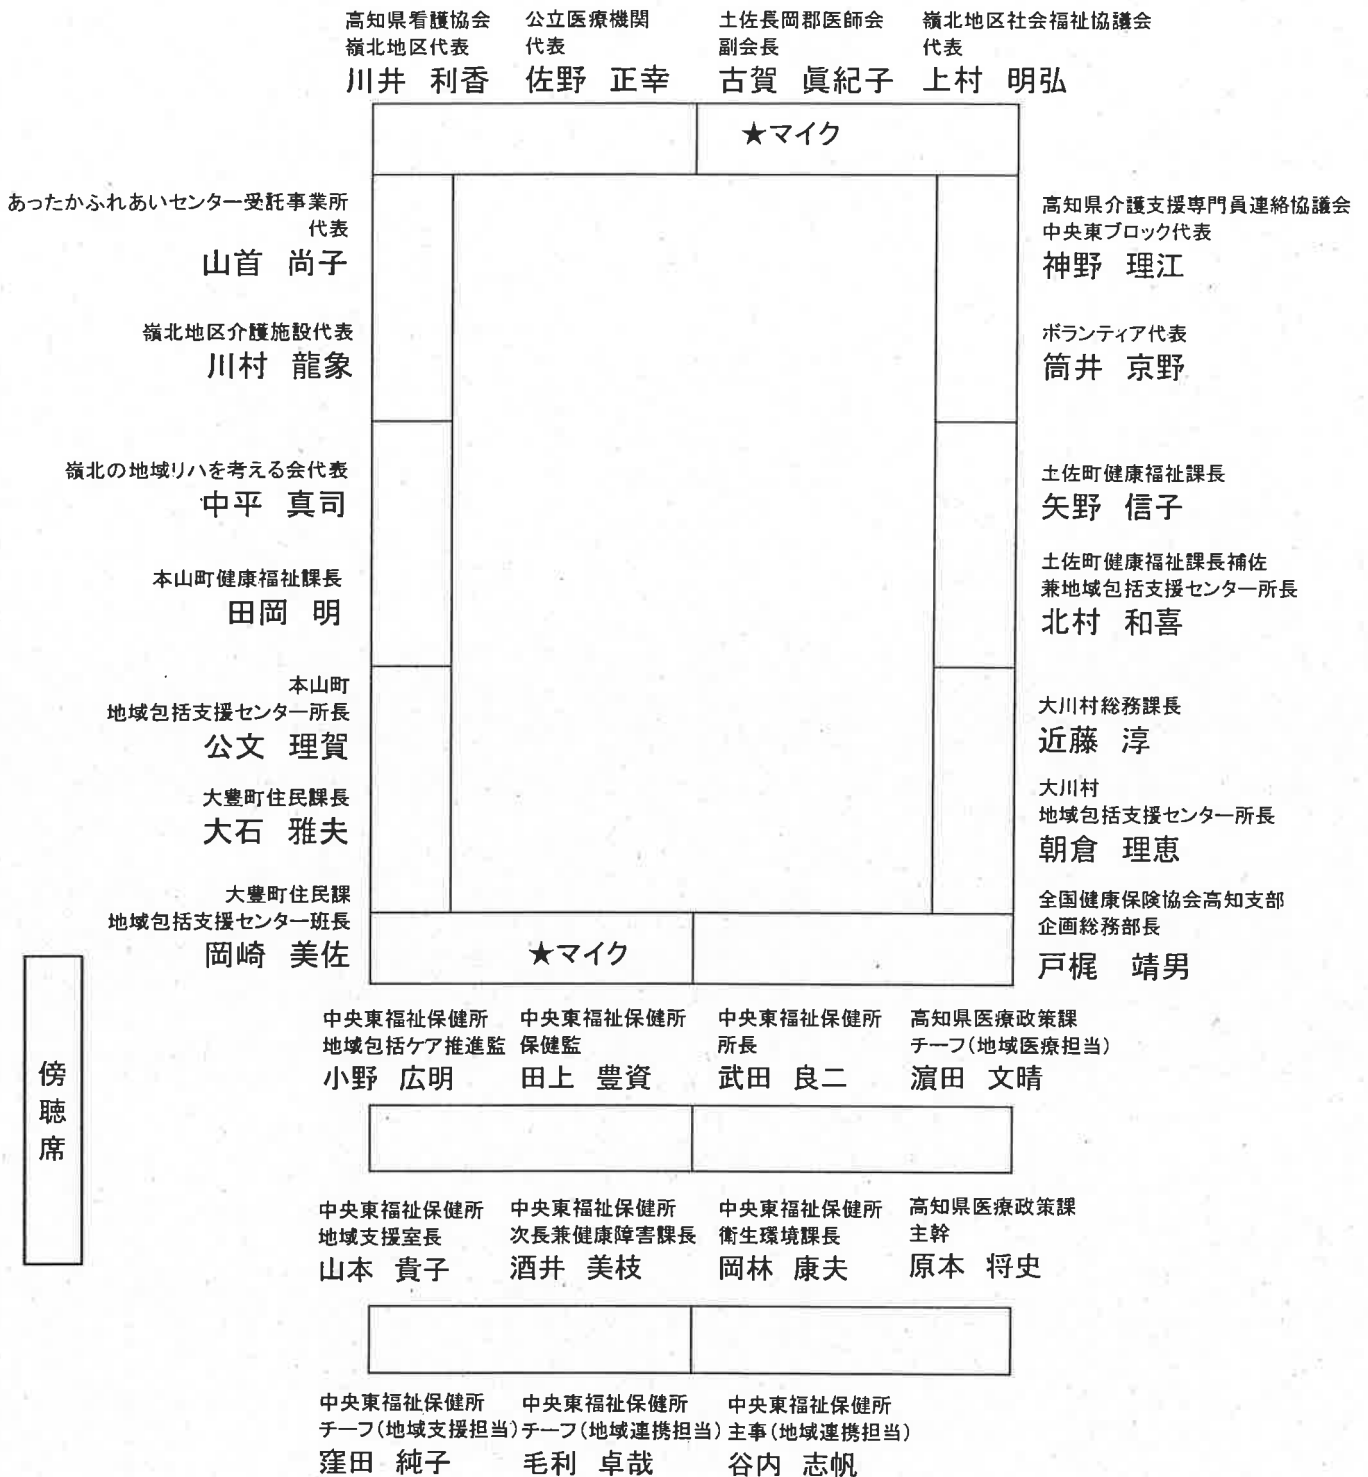 高知県看護協会
嶺北地区代表
川井 利香
公立医療機関
代表
佐野 正幸
土佐長岡郡医師会
副会長
古賀 眞紀子
嶺北地区社会福祉協議会
代表
上村 明弘
★マイク
あったかふれあいセンター受託事業所
代表
山首 尚子
嶺北地区介護施設代表
川村 龍象
嶺北の地域リハを考える会代表
中平 真司
本山町健康福祉課長
田岡 明
本山町
地域包括支援センター所長
公文 理賀
大豊町住民課長
大石 雅夫
大豊町住民課
地域包括支援センター班長
岡崎 美佐
高知県介護支援専門員連絡協議会
中央東ブロック代表
神野 理江
ボランティア代表
筒井 京野
土佐町健康福祉課長
矢野 信子
土佐町健康福祉課長補佐
兼地域包括支援センター所長
北村 和喜
大川村総務課長
近藤 淳
大川村
地域包括支援センター所長
朝倉 理恵
全国健康保険協会高知支部
企画総務部長
戸梶 靖男
★マイク
傍聴席
中央東福祉保健所
地域包括ケア推進監
小野 広明
中央東福祉保健所
保健監
田上 豊資
中央東福祉保健所
所長
武田 良二
高知県医療政策課
チーフ(地域医療担当)
濵田 文晴
中央東福祉保健所
地域支援室長
山本 貴子
中央東福祉保健所
次長兼健康障害課長
酒井 美枝
中央東福祉保健所
衛生環境課長
岡林 康夫
高知県医療政策課
主幹
原本 将史
中央東福祉保健所
チーフ(地域支援担当)
窪田 純子
中央東福祉保健所
チーフ(地域連携担当)
毛利 卓哉
中央東福祉保健所
主事(地域連携担当)
谷内 志帆